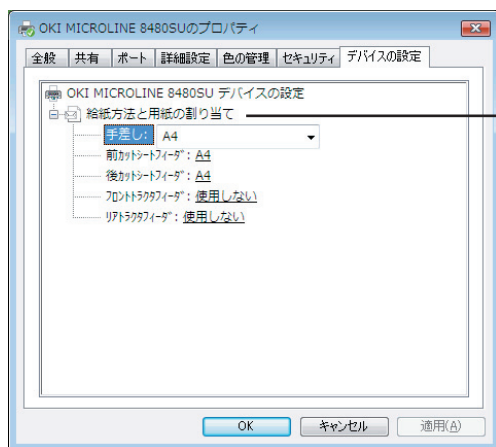 OKI MICROLINE 8480SUのプロパティ
全般 共有 ポート 詳細設定 色の管理 セキュリティ デバイスの設定
OKI MICROLINE 8480SU デバイスの設定
給紙方法と用紙の割り当て
手差し: A4
前カットシートフィーダ: A4
後カットシートフィーダ: A4
フロントトラクタフィーダ: 使用しない
リアトラクタフィーダ: 使用しない
OK キャンセル 適用(A)